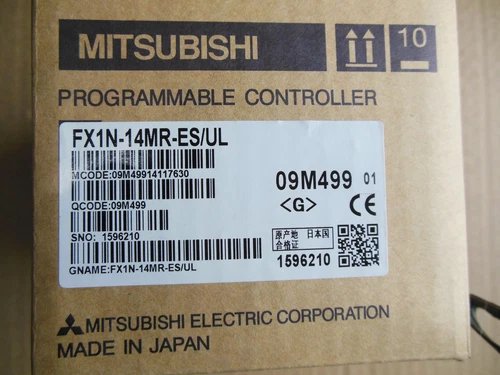 MITSUBISHI
10
PROGRAMMABLE CONTROLLER
FX1N-14MR-ES/UL
MCODE:09M49914117630
09M499 01
QCODE:09M499
<G> CE
SNO: 1596210
原产地 日本国
合格证
1596210
GNAME:FX1N-14MR-ES/UL
MITSUBISHI ELECTRIC CORPORATION
MADE IN JAPAN